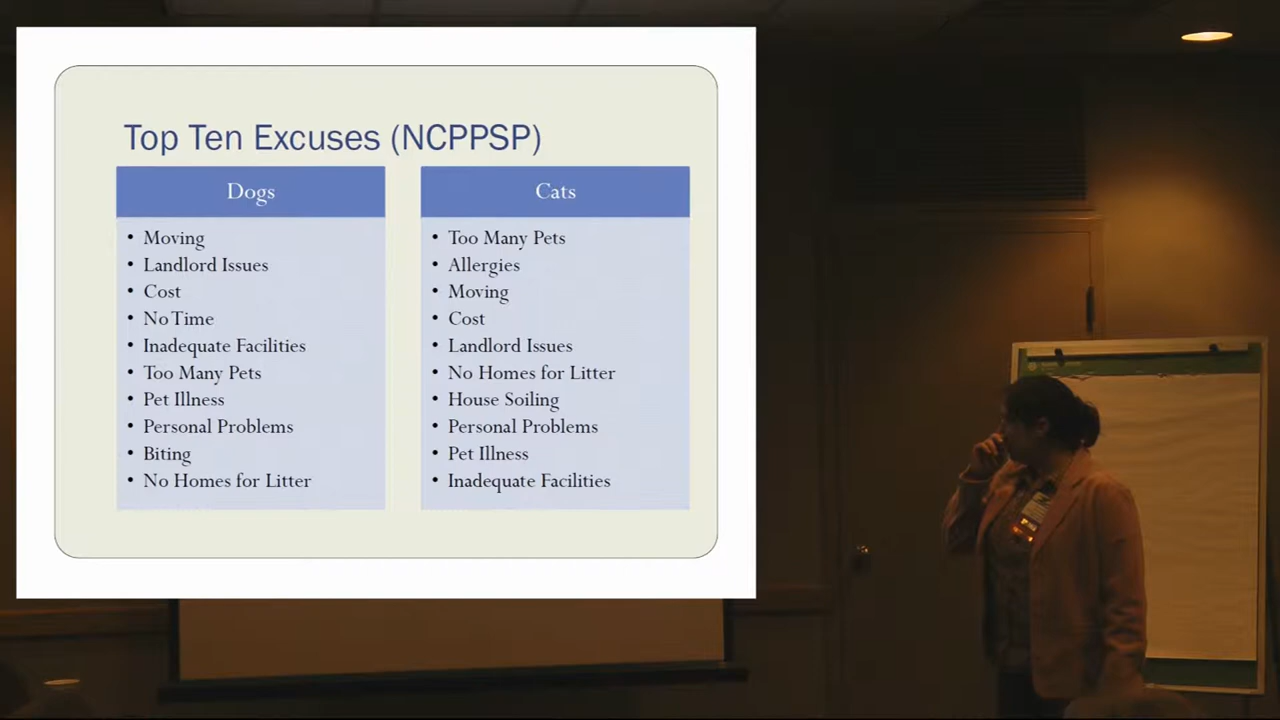 Top Ten Excuses (NCPPSP)
Dogs
• Moving
• Landlord Issues
• Cost
• No Time
• Inadequate Facilities
• Too Many Pets
• Pet Illness
• Personal Problems
• Biting
• No Homes for Litter
Cats
• Too Many Pets
• Allergies
• Moving
• Cost
• Landlord Issues
• No Homes for Litter
• House Soiling
• Personal Problems
• Pet Illness
• Inadequate Facilities